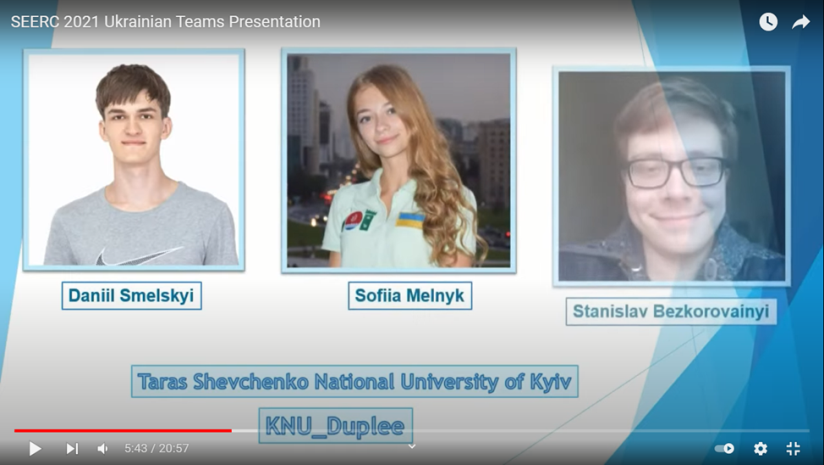 SEERC 2021 Ukrainian Teams Presentation
Daniil Smelskyi
Sofiia Melnyk
Stanislav Bezkorovainyi
Taras Shevchenko National University of Kyiv
KNU_Duplee
5:43 / 20:57